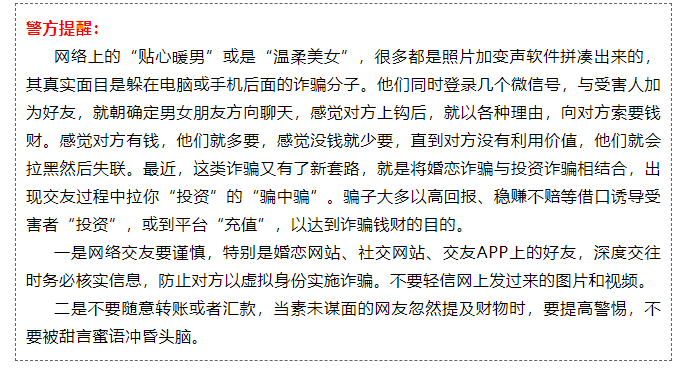 警方提醒：
网络上的“贴心暖男”或是“温柔美女”，很多都是照片加变声软件拼凑出来的，
其真实面目是躲在电脑或手机后面的诈骗分子。他们同时登录几个微信号，与受害人加
为好友，就朝确定男女朋友方向聊天，感觉对方上钩后，就以各种理由，向对方索要钱
财。感觉对方有钱，他们就多要，感觉没钱就少要，直到对方没有利用价值，他们就会
拉黑然后失联。最近，这类诈骗又有了新套路，就是将婚恋诈骗与投资诈骗相结合，出
现交友过程中拉你“投资”的“骗中骗”。骗子大多以高回报、稳赚不赔等借口诱导受
害者“投资”，或到平台“充值”，以达到诈骗钱财的目的。
一是网络交友要谨慎，特别是婚恋网站、社交网站、交友APP上的好友，深度交往
时务必核实信息，防止对方以虚拟身份实施诈骗。不要轻信网上发过来的图片和视频。
二是不要随意转账或者汇款，当素未谋面的网友忽然提及财物时，要提高警惕，不
要被甜言蜜语冲昏头脑。